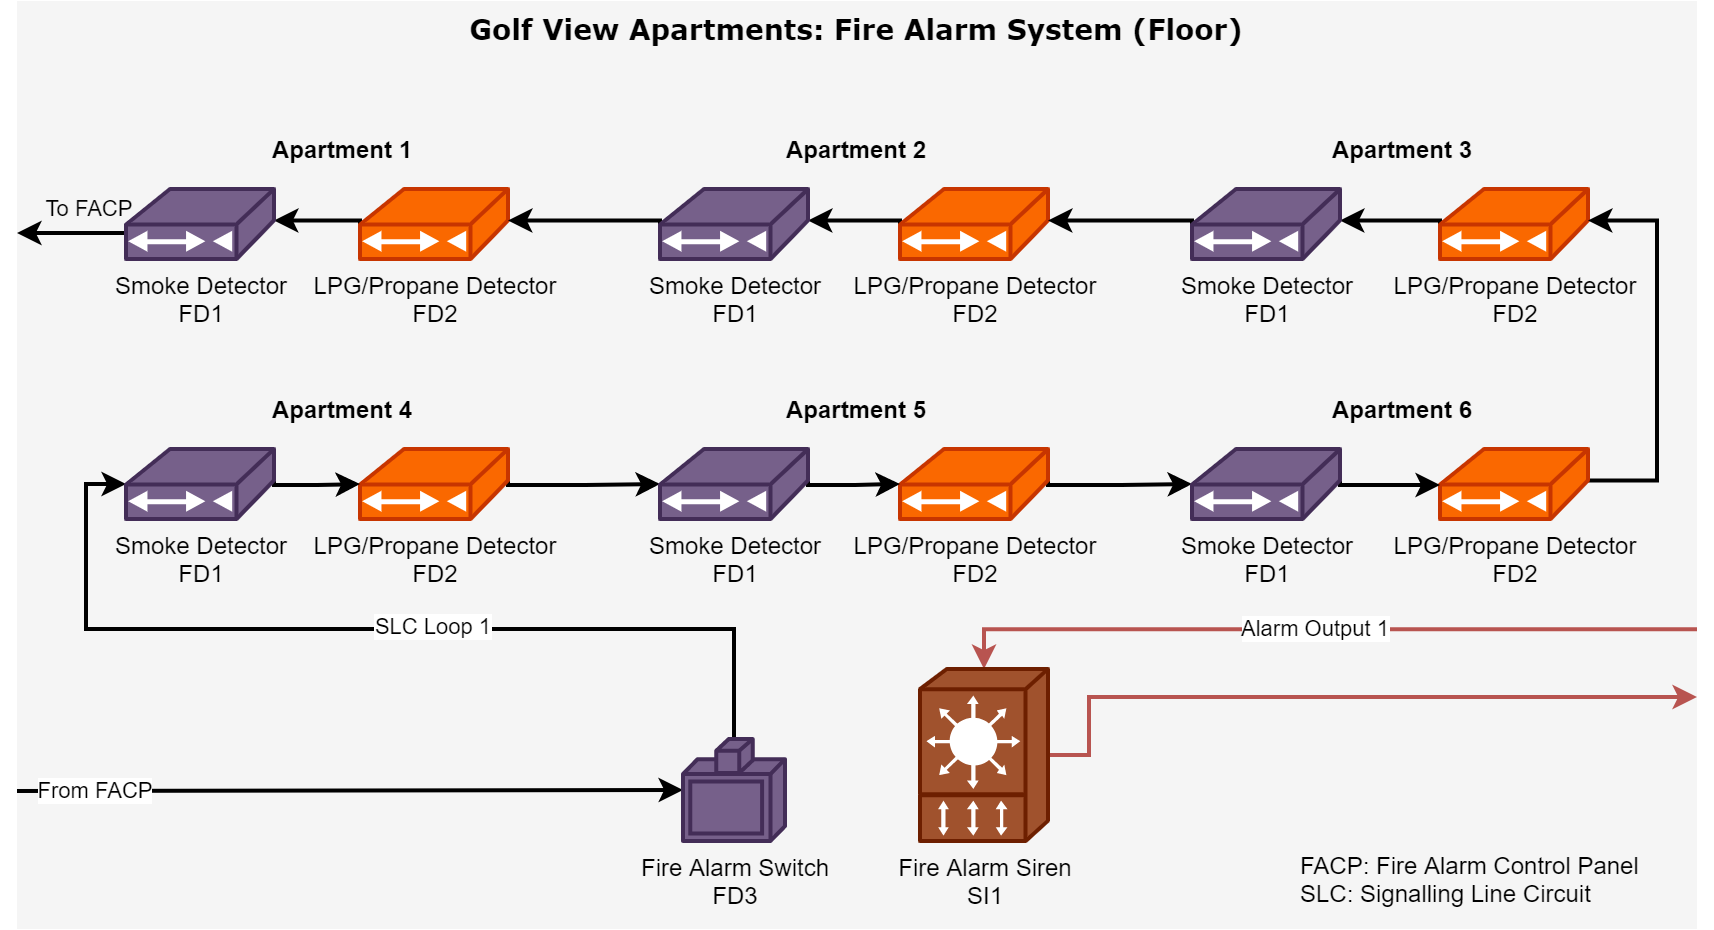 Golf View Apartments: Fire Alarm System (Floor)
Apartment 1
Apartment 2
Apartment 3
To FACP
Smoke Detector
FD1
LPG/Propane Detector
FD2
Smoke Detector
FD1
LPG/Propane Detector
FD2
Smoke Detector
FD1
LPG/Propane Detector
FD2
Apartment 4
Apartment 5
Apartment 6
Smoke Detector
FD1
LPG/Propane Detector
FD2
Smoke Detector
FD1
LPG/Propane Detector
FD2
Smoke Detector
FD1
LPG/Propane Detector
FD2
SLC Loop 1
Alarm Output 1
From FACP
Fire Alarm Switch
FD3
Fire Alarm Siren
SI1
FACP: Fire Alarm Control Panel
SLC: Signalling Line Circuit